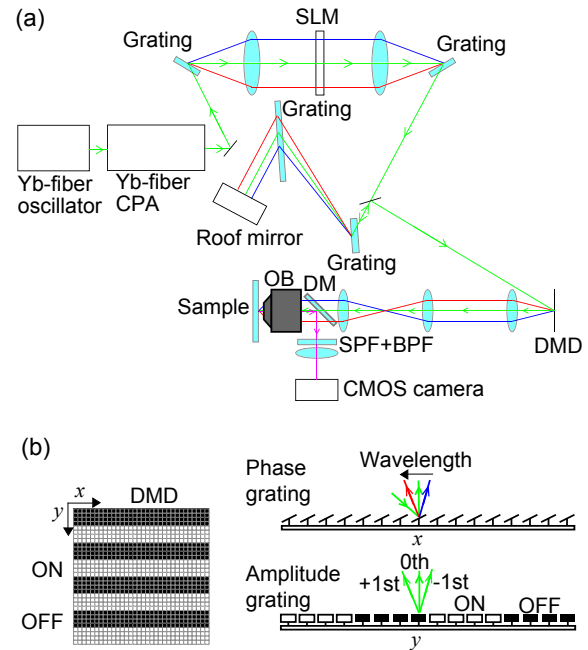 (a)
SLM
Grating
Grating
Grating
Yb-fiber
oscillator
Yb-fiber
CPA
Roof mirror
Grating
OB
DM
Sample
SPF+BPF
DMD
CMOS camera
(b)
x
DMD
y
ON
OFF
Phase
grating
Wavelength
x
Amplitude
grating
0th
+1st
-1st
ON
OFF
y